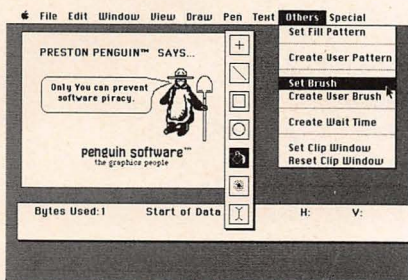 File Edit Window View Draw Pen Text Others Special
PRESTON PENGUIN™ SAYS...
Only You can prevent
software piracy.
penguin software™
the graphics people
Set Fill Pattern
Create User Pattern
Set Brush
Create User Brush
Create Wait Time
Set Clip Window
Reset Clip Window
Bytes Used:1 Start of Data H: V: